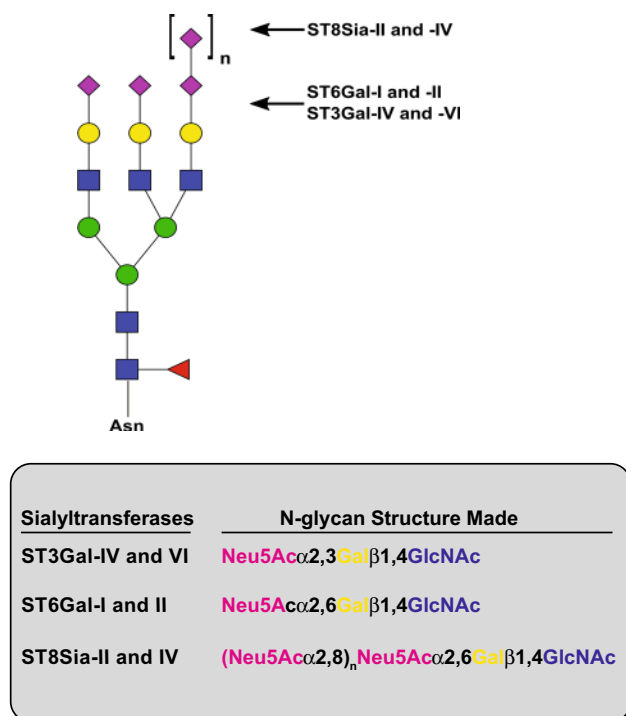 [ ]n
ST8Sia-II and -IV
ST6Gal-I and -II
ST3Gal-IV and -VI
Asn
Sialyltransferases N-glycan Structure Made
ST3Gal-IV and VI Neu5Acα2,3Galβ1,4GlcNAc
ST6Gal-I and II Neu5Acα2,6Galβ1,4GlcNAc
ST8Sia-II and IV (Neu5Acα2,8)nNeu5Acα2,6Galβ1,4GlcNAc